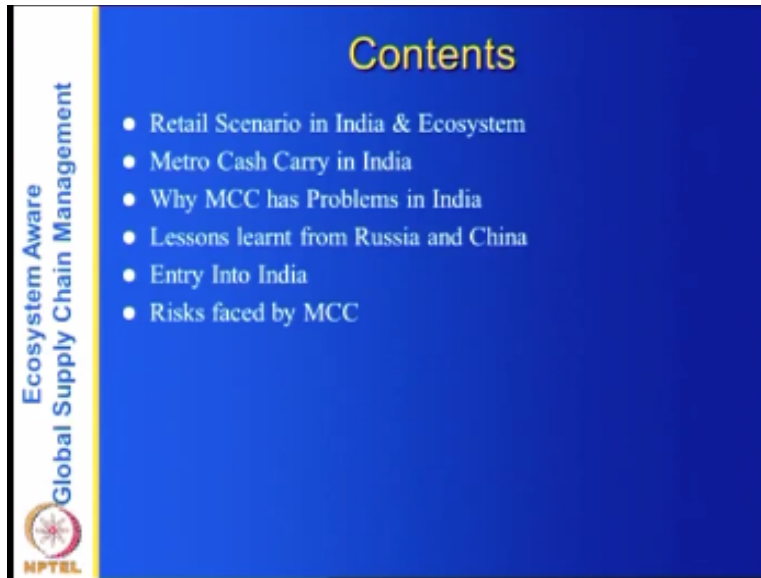 Contents
Retail Scenario in India & Ecosystem
Metro Cash Carry in India
Why MCC has Problems in India
Lessons learnt from Russia and China
Entry Into India
Risks faced by MCC
Ecosystem Aware
Global Supply Chain Management
NPTEL